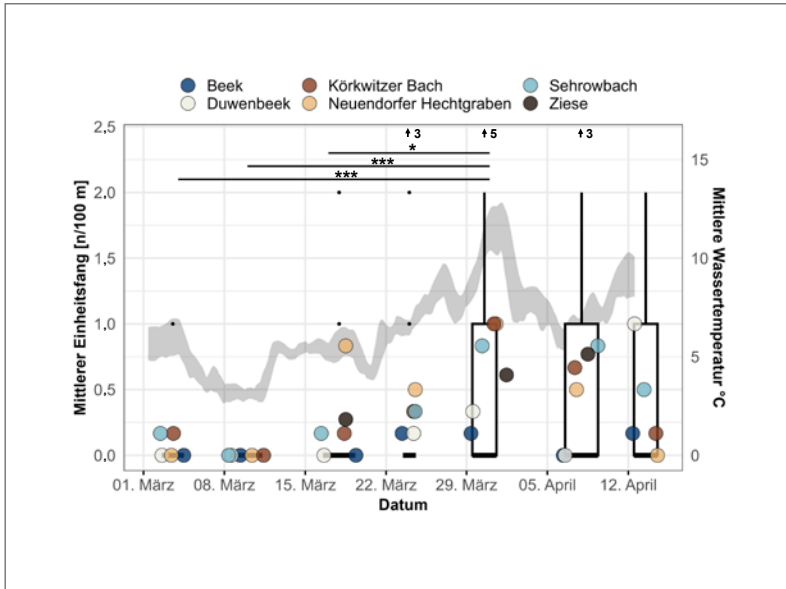 Beek Körkwitzer Bach Sehrowbach
Duwenbeek Neuendorfer Hechtgraben Ziese
2.5
3 5 3
*
15
***
***
2.0
1.5
10
1.0
5
0.5
0.0
0
Mittlerer Einheitsfang [n/100 m]
Mittlere Wassertemperatur °C
01. März 08. März 15. März 22. März 29. März 05. April 12. April
Datum